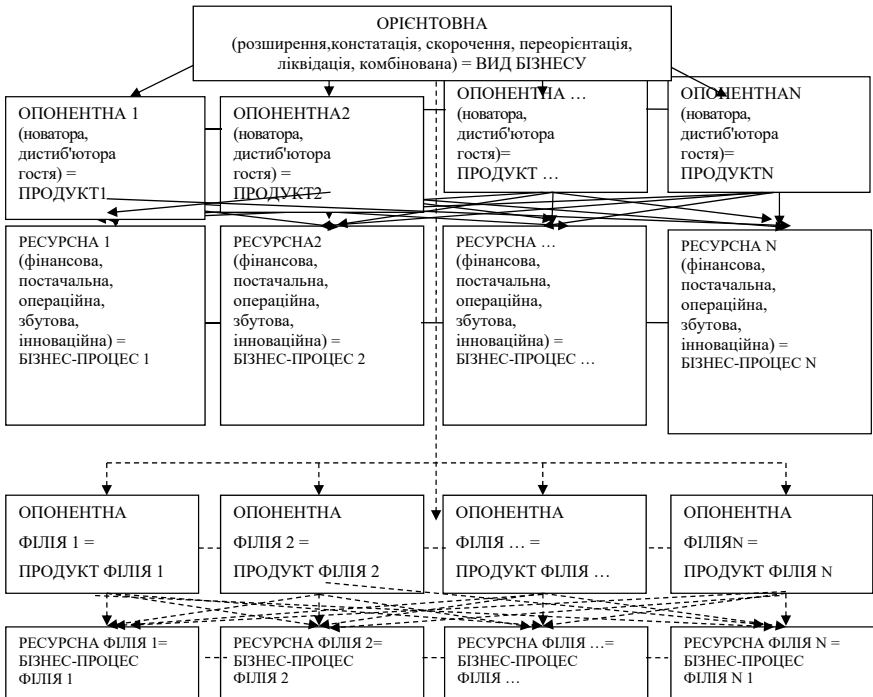 ОРІЄНТОВНА
(розширення,констатація, скорочення, переорієнтація,
ліквідація, комбінована) = ВИД БІЗНЕСУ
ОПОНЕНТНА 1
(новатора,
дистиб'ютора
гостя) =
ПРОДУКТ1
ОПОНЕНТНА2
(новатора,
дистиб'ютора
гостя) =
ПРОДУКТ2
ОПОНЕНТНА …
(новатора,
дистиб'ютора
гостя)=
ПРОДУКТ …
ОПОНЕНТНАN
(новатора,
дистиб'ютора
гостя)=
ПРОДУКТN
РЕСУРСНА 1
(фінансова,
постачальна,
операційна,
збутова,
інноваційна) =
БІЗНЕС-ПРОЦЕС 1
РЕСУРСНА2
(фінансова,
постачальна,
операційна,
збутова,
інноваційна) =
БІЗНЕС-ПРОЦЕС 2
РЕСУРСНА …
(фінансова,
постачальна,
операційна,
збутова,
інноваційна) =
БІЗНЕС-ПРОЦЕС …
РЕСУРСНА N
(фінансова,
постачальна,
операційна,
збутова,
інноваційна) =
БІЗНЕС-ПРОЦЕС N
ОПОНЕНТНА
ФІЛІЯ 1 =
ПРОДУКТ ФІЛІЯ 1
ОПОНЕНТНА
ФІЛІЯ 2 =
ПРОДУКТ ФІЛІЯ 2
ОПОНЕНТНА
ФІЛІЯ … =
ПРОДУКТ ФІЛІЯ …
ОПОНЕНТНА
ФІЛІЯN =
ПРОДУКТ ФІЛІЯ N
РЕСУРСНА ФІЛІЯ 1=
БІЗНЕС-ПРОЦЕС
ФІЛІЯ 1
РЕСУРСНА ФІЛІЯ 2=
БІЗНЕС-ПРОЦЕС
ФІЛІЯ 2
РЕСУРСНА ФІЛІЯ …=
БІЗНЕС-ПРОЦЕС
ФІЛІЯ …
РЕСУРСНА ФІЛІЯ N =
БІЗНЕС-ПРОЦЕС
ФІЛІЯ N 1